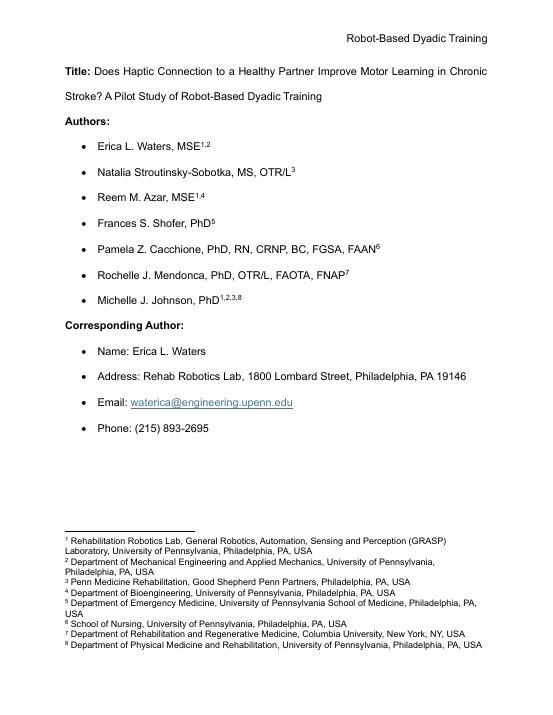 Robot-Based Dyadic Training
Title: Does Haptic Connection to a Healthy Partner Improve Motor Learning in Chronic
Stroke? A Pilot Study of Robot-Based Dyadic Training
Authors:
• Erica L. Waters, MSE1,2
• Natalia Stroutinsky-Sobotka, MS, OTR/L3
• Reem M. Azar, MSE1,4
• Frances S. Shofer, PhD5
• Pamela Z. Cacchione, PhD, RN, CRNP, BC, FGSA, FAAN6
• Rochelle J. Mendonca, PhD, OTR/L, FAOTA, FNAP7
• Michelle J. Johnson, PhD1,2,3,8
Corresponding Author:
• Name: Erica L. Waters
• Address: Rehab Robotics Lab, 1800 Lombard Street, Philadelphia, PA 19146
• Email: waterica@engineering.upenn.edu
• Phone: (215) 893-2695
1 Rehabilitation Robotics Lab, General Robotics, Automation, Sensing and Perception (GRASP)
Laboratory, University of Pennsylvania, Philadelphia, PA, USA
2 Department of Mechanical Engineering and Applied Mechanics, University of Pennsylvania,
Philadelphia, PA, USA
3 Penn Medicine Rehabilitation, Good Shepherd Penn Partners, Philadelphia, PA, USA
4 Department of Bioengineering, University of Pennsylvania, Philadelphia, PA, USA
5 Department of Emergency Medicine, University of Pennsylvania School of Medicine, Philadelphia, PA,
USA
6 School of Nursing, University of Pennsylvania, Philadelphia, PA, USA
7 Department of Rehabilitation and Regenerative Medicine, Columbia University, New York, NY, USA
8 Department of Physical Medicine and Rehabilitation, University of Pennsylvania, Philadelphia, PA, USA